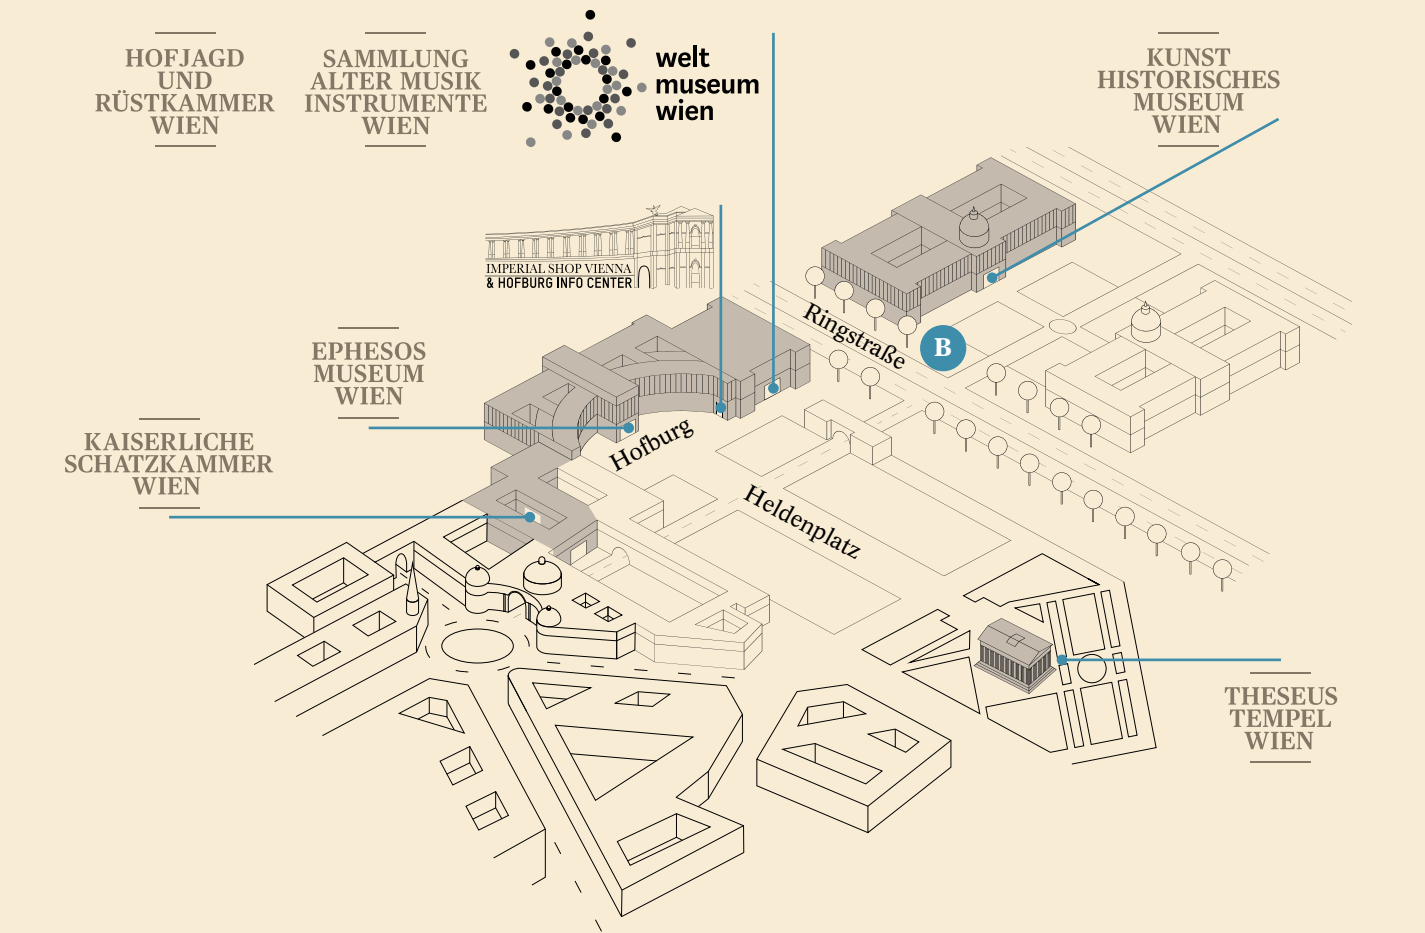 HOFJAGD
UND
RÜSTKAMMER
WIEN
SAMMLUNG
ALTER MUSIK
INSTRUMENTE
WIEN
welt
museum
wien
KUNST
HISTORISCHES
MUSEUM
WIEN
IMPERIAL SHOP VIENNA
& HOFBURG INFO CENTER
Ringstraße
B
EPHESOS
MUSEUM
WIEN
Hofburg
KAISERLICHE
SCHATZKAMMER
WIEN
Heldenplatz
THESEUS
TEMPEL
WIEN